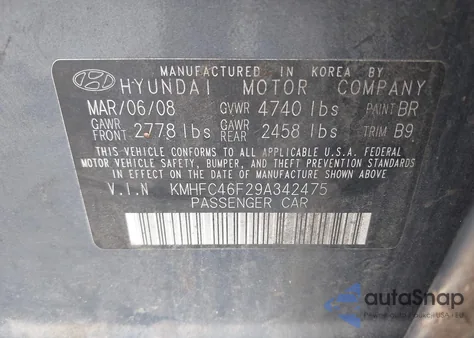 MANUFACTURED IN KOREA BY
HYUNDAI MOTOR COMPANY
MAR/06/08 GVWR 4740 lbs PAINT BR
GAWR FRONT 2778 lbs GAWR REAR 2458 lbs TRIM B9
THIS VEHICLE CONFORMS TO ALL APPLICABLE U.S.A. FEDERAL
MOTOR VEHICLE SAFETY, BUMPER, AND THEFT PREVENTION STANDARDS
IN EFFECT ON THE DATE OF MANUFACTURE SHOWN ABOVE.
V.I.N KMHFC46F29A342475
PASSENGER CAR
autoSnap